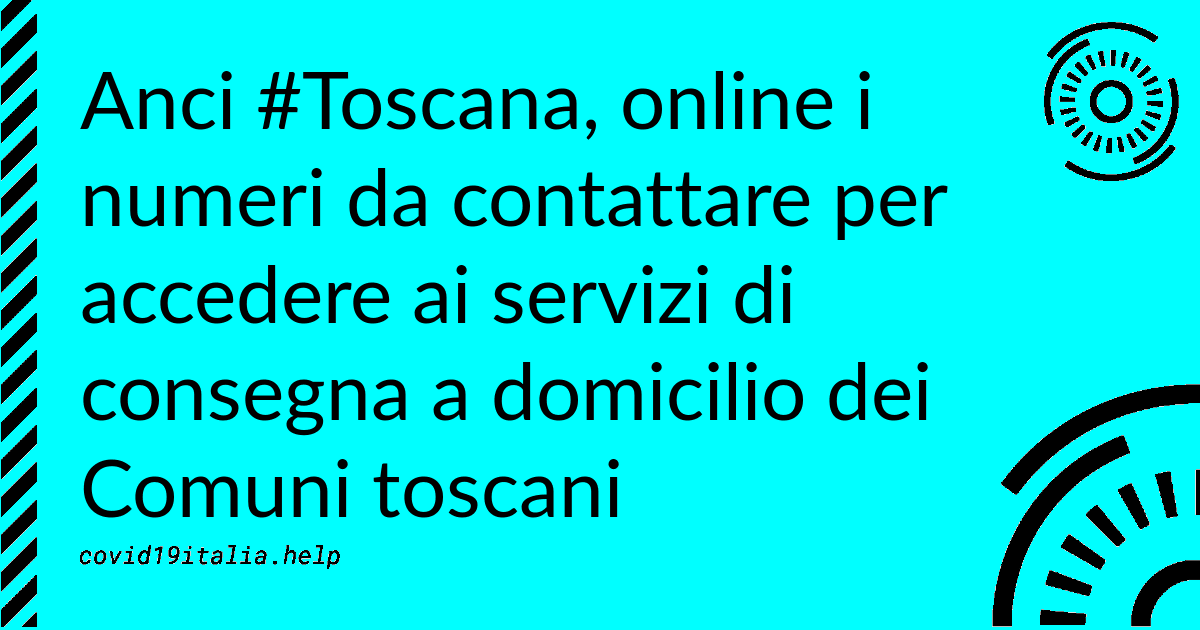 Anci #Toscana, online i
numeri da contattare per
accedere ai servizi di
consegna a domicilio dei
Comuni toscani
covid19italia.help